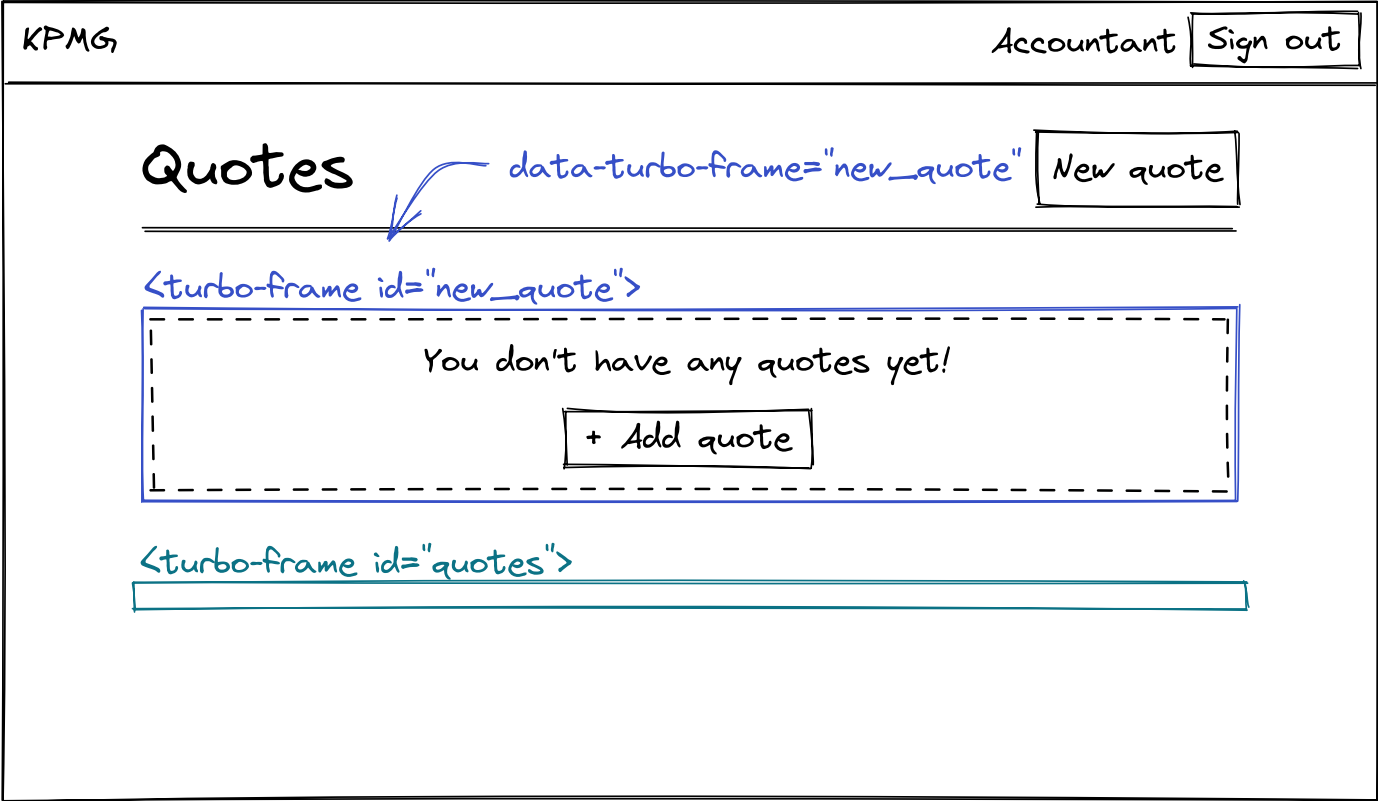 KPMG
Accountant
Sign out
Quotes
data-turbo-frame="new_quote"
New quote
<turbo-frame id="new_quote">
You don't have any quotes yet!
+ Add quote
<turbo-frame id="quotes">